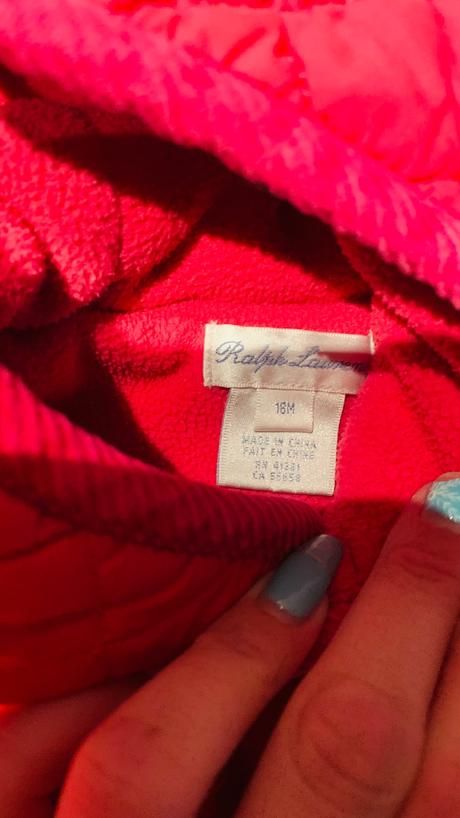 Ralph Lauren
18M
MADE IN CHINA
FAIT EN CHINE
RN 41381
CA 56658